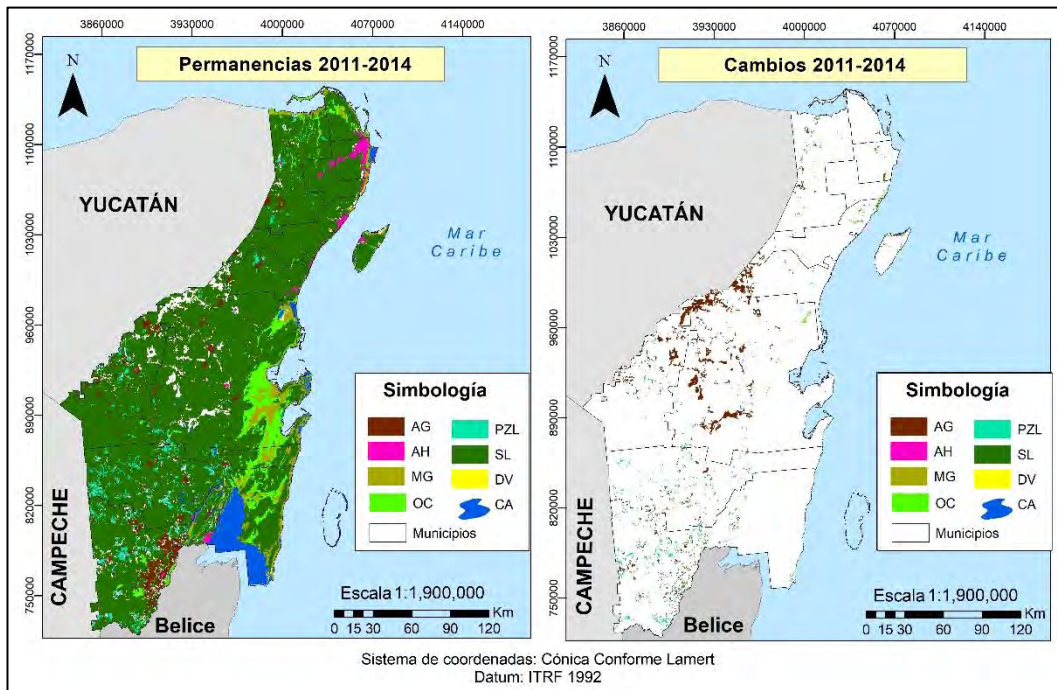 3860000 3930000 4000000 4070000 4140000
1170000
1100000
1030000
960000
890000
820000
750000
N
Permanencias 2011-2014
YUCATÁN
Mar
Caribe
CAMPECHE
Belice
Simbología
AG PZL
AH SL
MG DV
OC CA
Municipios
Escala 1:1,900,000
Km
0 15 30 60 90 120
3860000 3930000 4000000 4070000 4140000
1170000
1100000
1030000
960000
890000
820000
750000
N
Cambios 2011-2014
YUCATÁN
Mar
Caribe
CAMPECHE
Belice
Simbología
AG PZL
AH SL
MG DV
OC CA
Municipios
Escala 1:1,900,000
Km
0 15 30 60 90 120
Sistema de coordenadas: Cónica Conforme Lamert
Datum: ITRF 1992